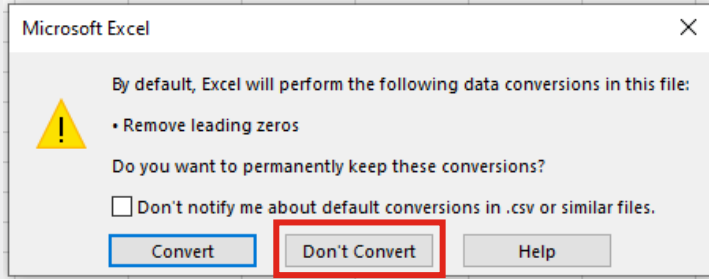 Microsoft Excel
By default, Excel will perform the following data conversions in this file:
• Remove leading zeros
Do you want to permanently keep these conversions?
Don't notify me about default conversions in .csv or similar files.
Convert Don't Convert Help